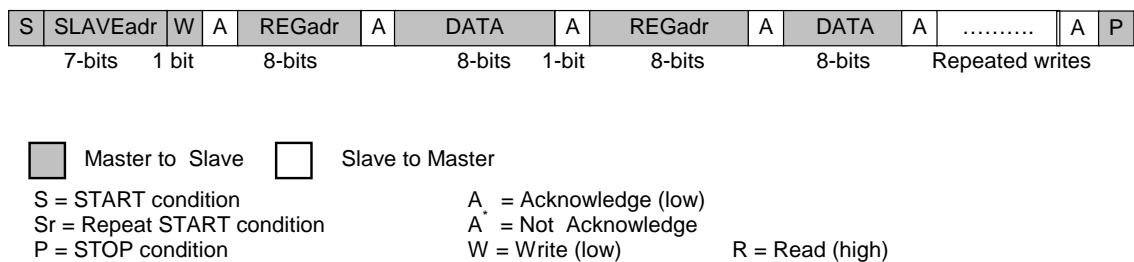 S SLAVEadr W A REGadr A DATA A REGadr A DATA A ………. A P
7-bits 1 bit 8-bits 8-bits 1-bit 8-bits 8-bits Repeated writes
Master to Slave Slave to Master
S = START condition A = Acknowledge (low)
Sr = Repeat START condition A* = Not Acknowledge
P = STOP condition W = Write (low) R = Read (high)